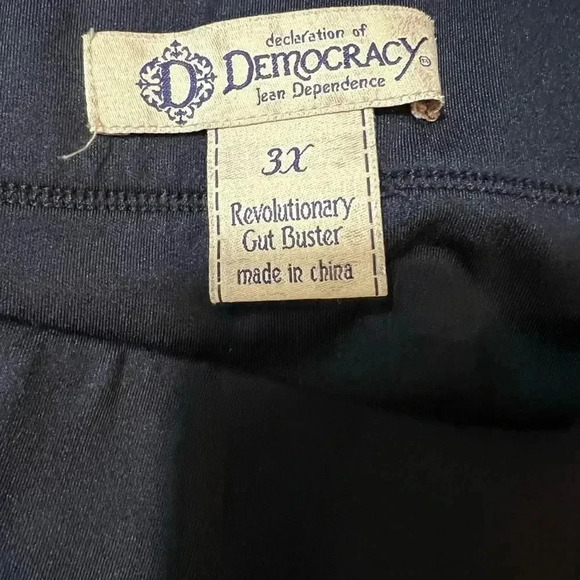 declaration of
D DEMOCRACY®
Jean Dependence
3X
Revolutionary
Gut Buster
made in china